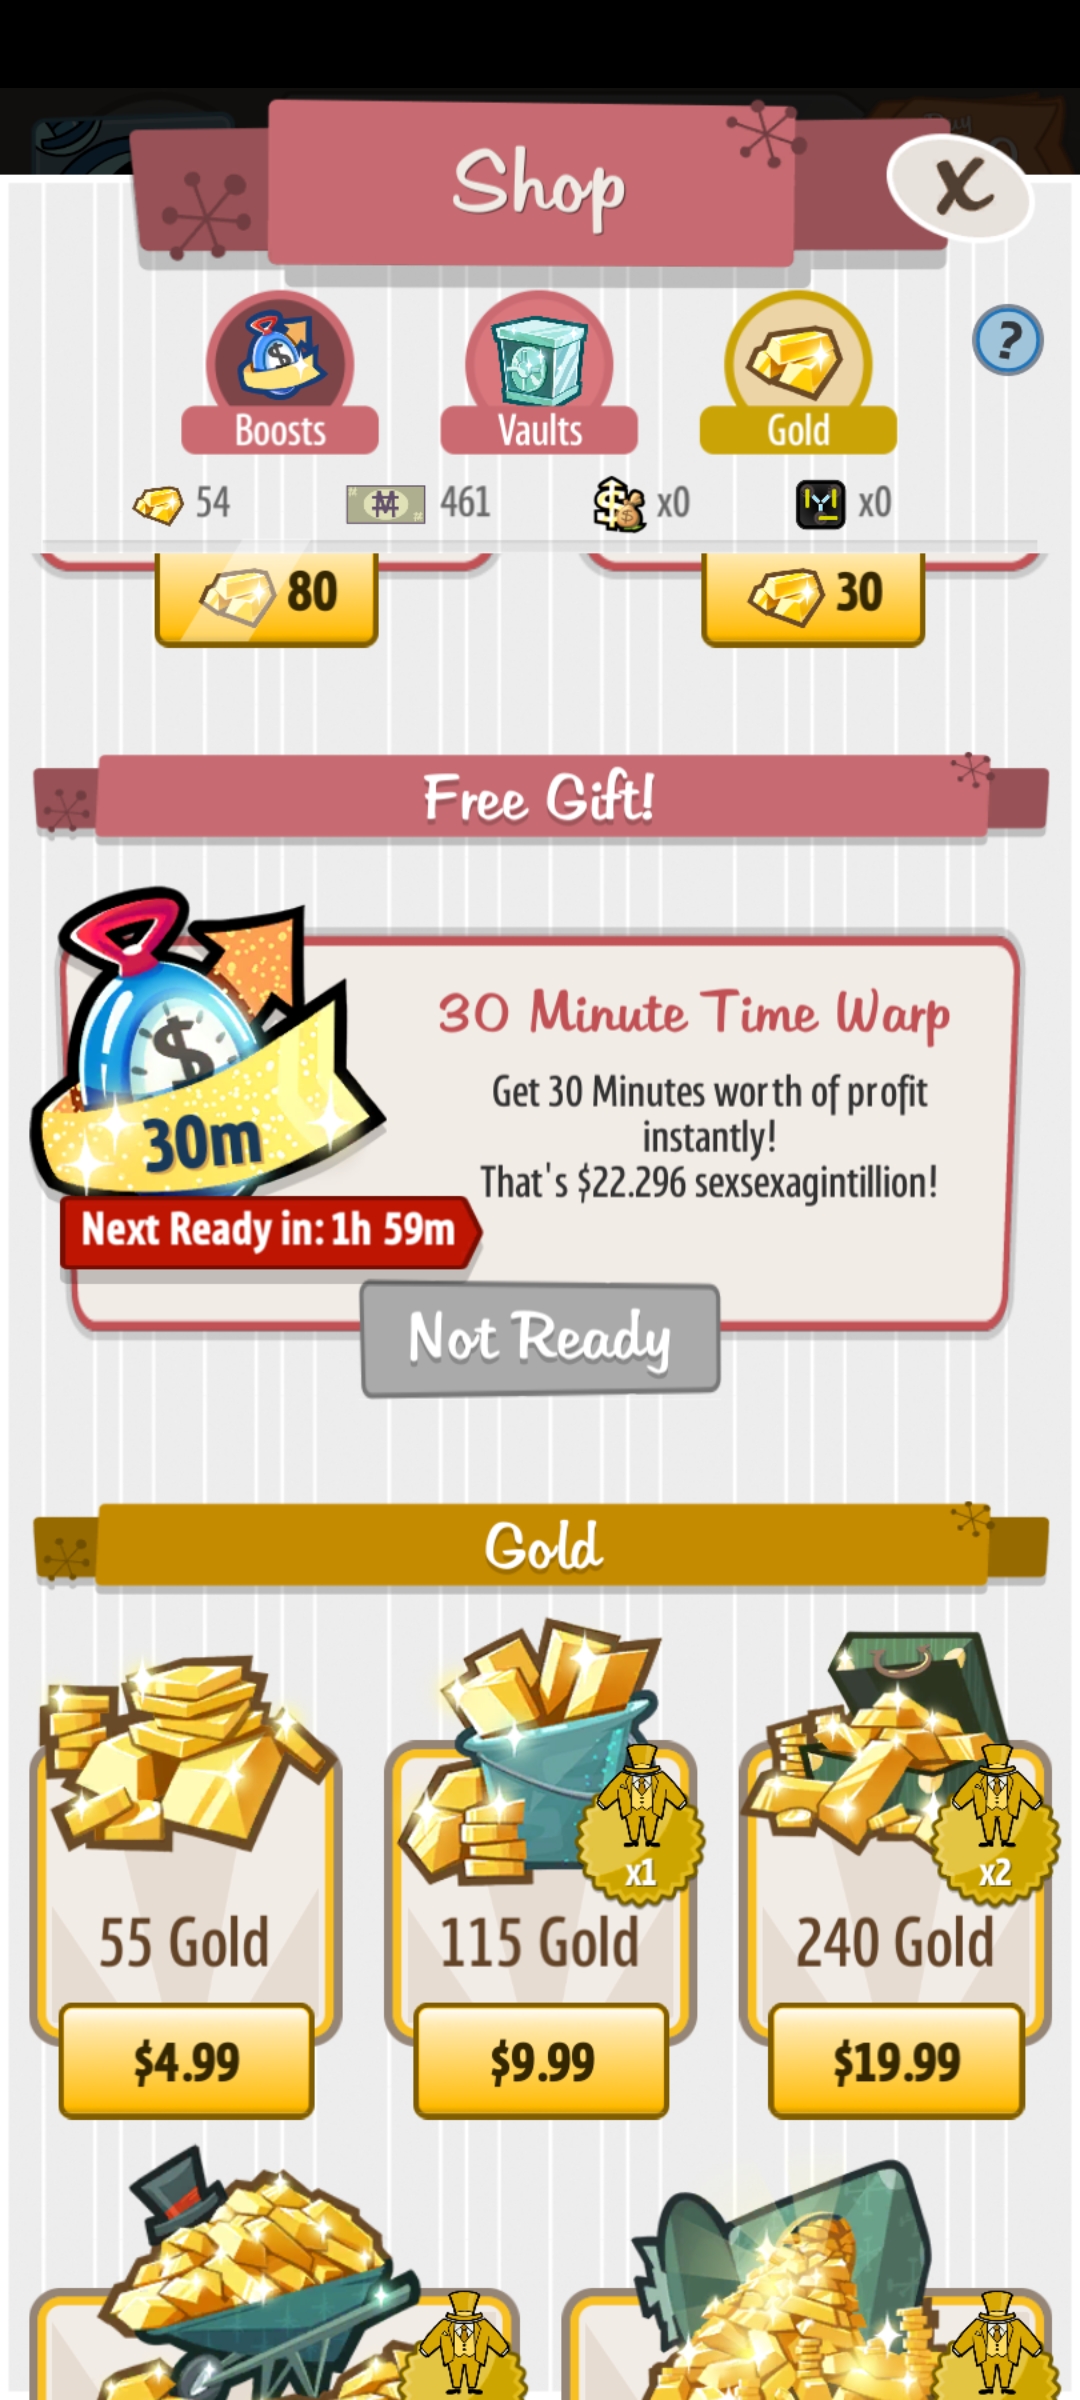 Shop
X
?
Boosts
Vaults
Gold
54
461
x0
x0
80
30
Free Gift!
30m
30 Minute Time Warp
Get 30 Minutes worth of profit
instantly!
That's $22.296 sexsexagintillion!
Next Ready in: 1h 59m
Not Ready
Gold
x1
x2
55 Gold
115 Gold
240 Gold
$4.99
$9.99
$19.99